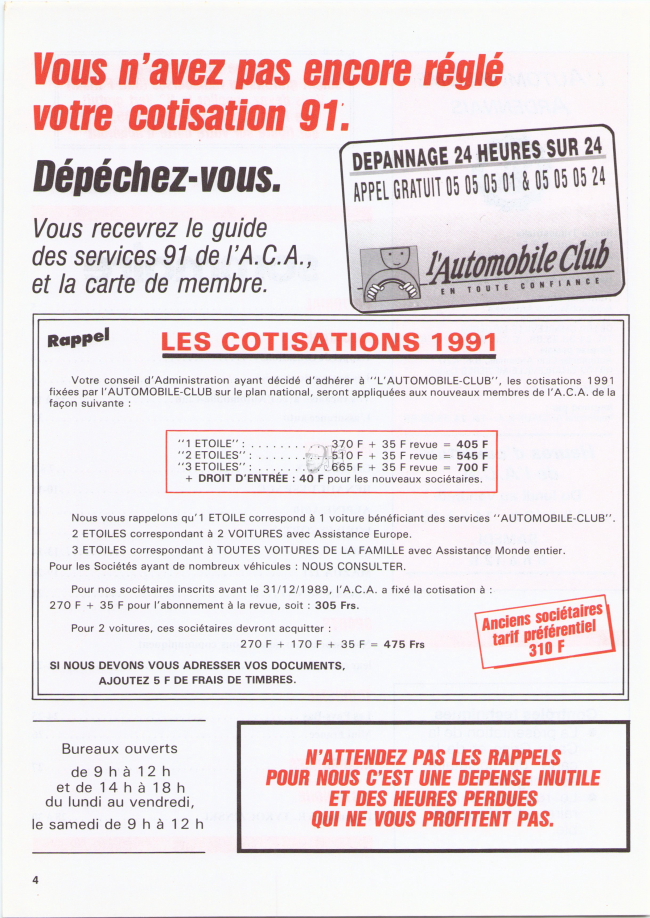 Vous n'avez pas encore réglé
votre cotisation 91.
Dépéchez-vous.
Vous recevrez le guide
des services 91 de l'A.C.A.,
et la carte de membre.
DEPANNAGE 24 HEURES SUR 24
APPEL GRATUIT 05 05 05 01 & 05 05 05 24
l'Automobile Club
EN TOUTE CONFIANCE
Rappel
LES COTISATIONS 1991
Votre conseil d'Administration ayant décidé d'adhérer à ''L'AUTOMOBILE-CLUB'', les cotisations 1991
fixées par l'AUTOMOBILE-CLUB sur le plan national, seront appliquées aux nouveaux membres de l'A.C.A. de la
façon suivante :
''1 ETOILE'' : . . . . . . . . . . 370 F + 35 F revue = 405 F
''2 ETOILES'' : . . . . . . . . . 510 F + 35 F revue = 545 F
''3 ETOILES'' : . . . . . . . . . 665 F + 35 F revue = 700 F
+ DROIT D'ENTRÉE : 40 F pour les nouveaux sociétaires.
Nous vous rappelons qu'1 ETOILE correspond à 1 voiture bénéficiant des services ''AUTOMOBILE-CLUB''.
2 ETOILES correspondant à 2 VOITURES avec Assistance Europe.
3 ETOILES correspondant à TOUTES VOITURES DE LA FAMILLE avec Assistance Monde entier.
Pour les Sociétés ayant de nombreux véhicules : NOUS CONSULTER.
Pour nos sociétaires inscrits avant le 31/12/1989, l'A.C.A. a fixé la cotisation à :
270 F + 35 F pour l'abonnement à la revue, soit : 305 Frs.
Pour 2 voitures, ces sociétaires devront acquitter :
270 F + 170 F + 35 F = 475 Frs
Anciens sociétaires
tarif préférentiel
310 F
SI NOUS DEVONS VOUS ADRESSER VOS DOCUMENTS,
AJOUTEZ 5 F DE FRAIS DE TIMBRES.
Bureaux ouverts
de 9 h à 12 h
et de 14 h à 18 h
du lundi au vendredi,
le samedi de 9 h à 12 h
N'ATTENDEZ PAS LES RAPPELS
POUR NOUS C'EST UNE DEPENSE INUTILE
ET DES HEURES PERDUES
QUI NE VOUS PROFITENT PAS.
4